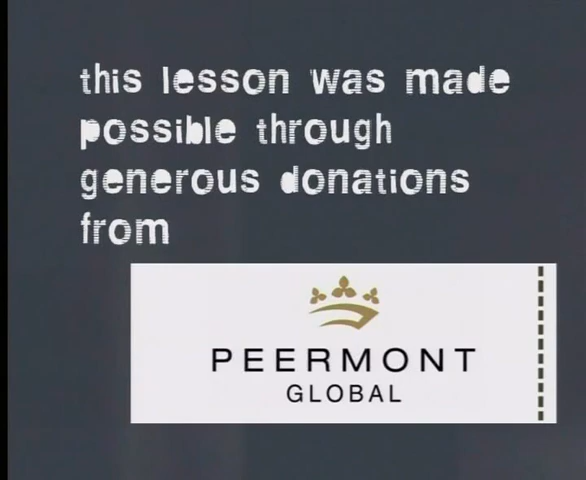 this lesson was made
possible through
generous donations
from
PEERMONT
GLOBAL